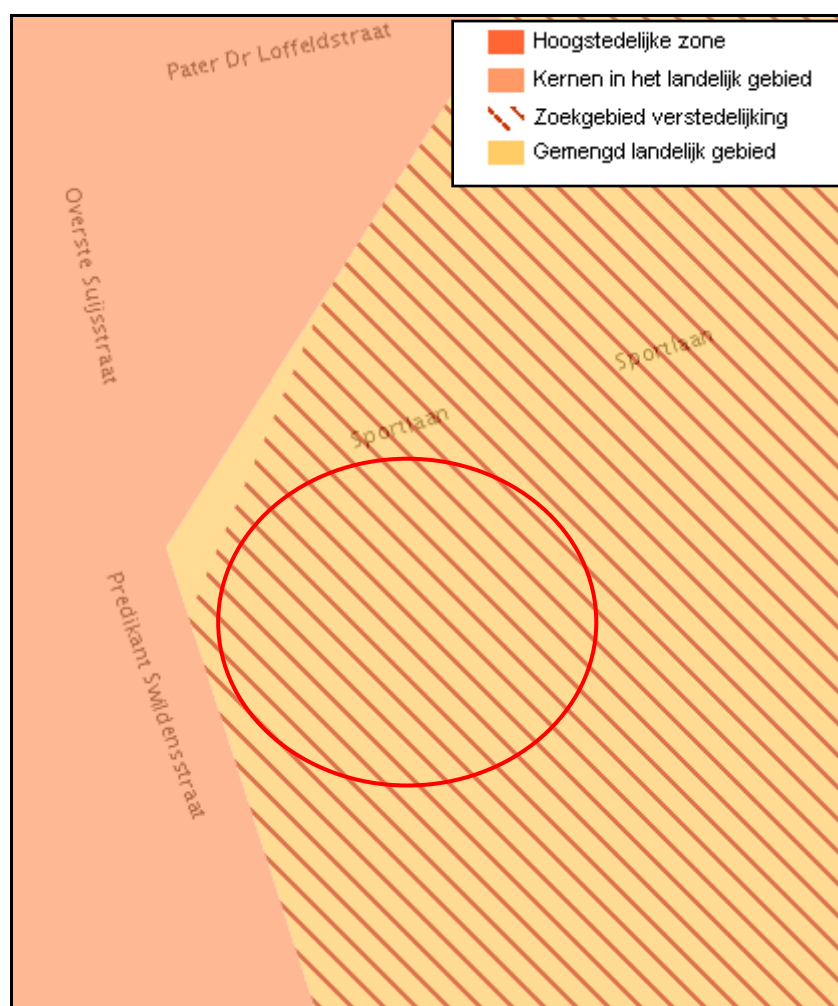 Hoogstedelijke zone
Kernen in het landelijk gebied
Zoekgebied verstedelijking
Gemengd landelijk gebied
Pater Dr Loffeldstraat
Overste Suijsstraat
Sportlaan
Sportlaan
Predikant Swildensstraat